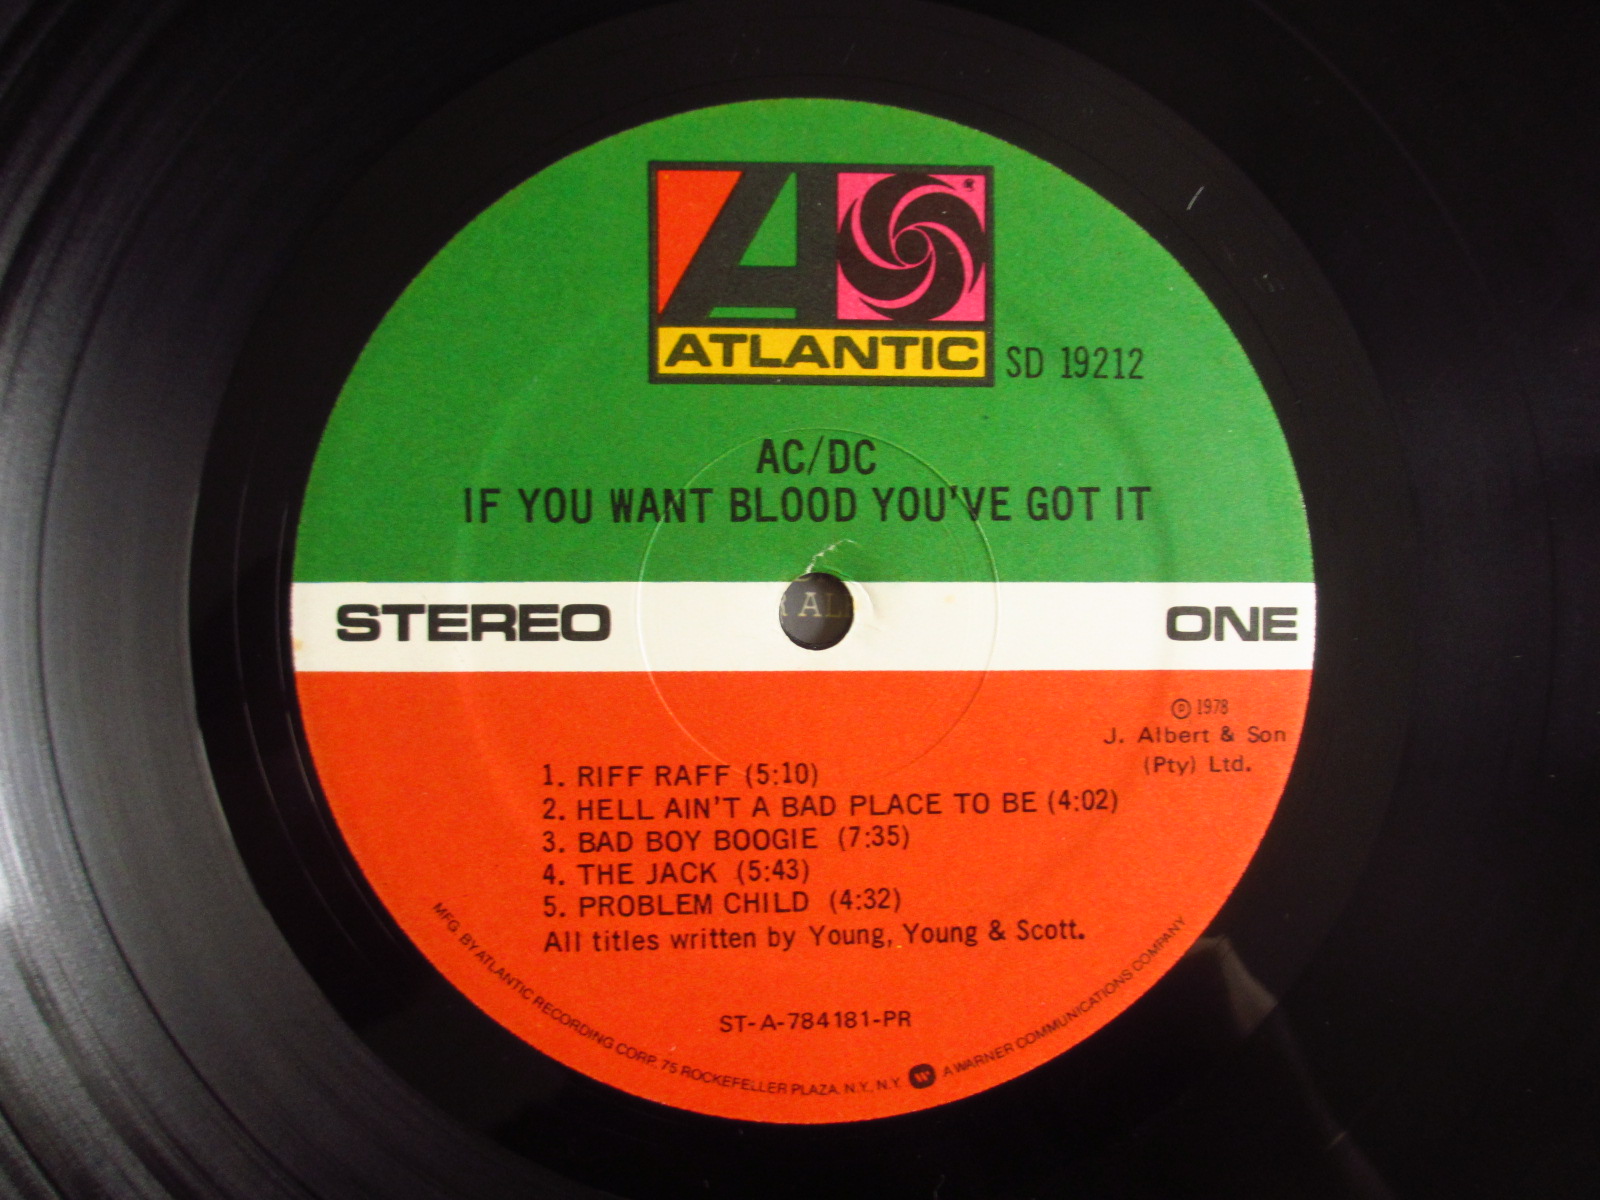 ATLANTIC
SD 19212
AC/DC
IF YOU WANT BLOOD YOU'VE GOT IT
STEREO
ONE
℗ 1978
J. Albert & Son
(Pty) Ltd.
1. RIFF RAFF (5:10)
2. HELL AIN'T A BAD PLACE TO BE (4:02)
3. BAD BOY BOOGIE (7:35)
4. THE JACK (5:43)
5. PROBLEM CHILD (4:32)
All titles written by Young, Young & Scott.
ST-A-784181-PR
MFG. BY ATLANTIC RECORDING CORP. 75 ROCKEFELLER PLAZA, N.Y., N.Y. A WARNER COMMUNICATIONS COMPANY